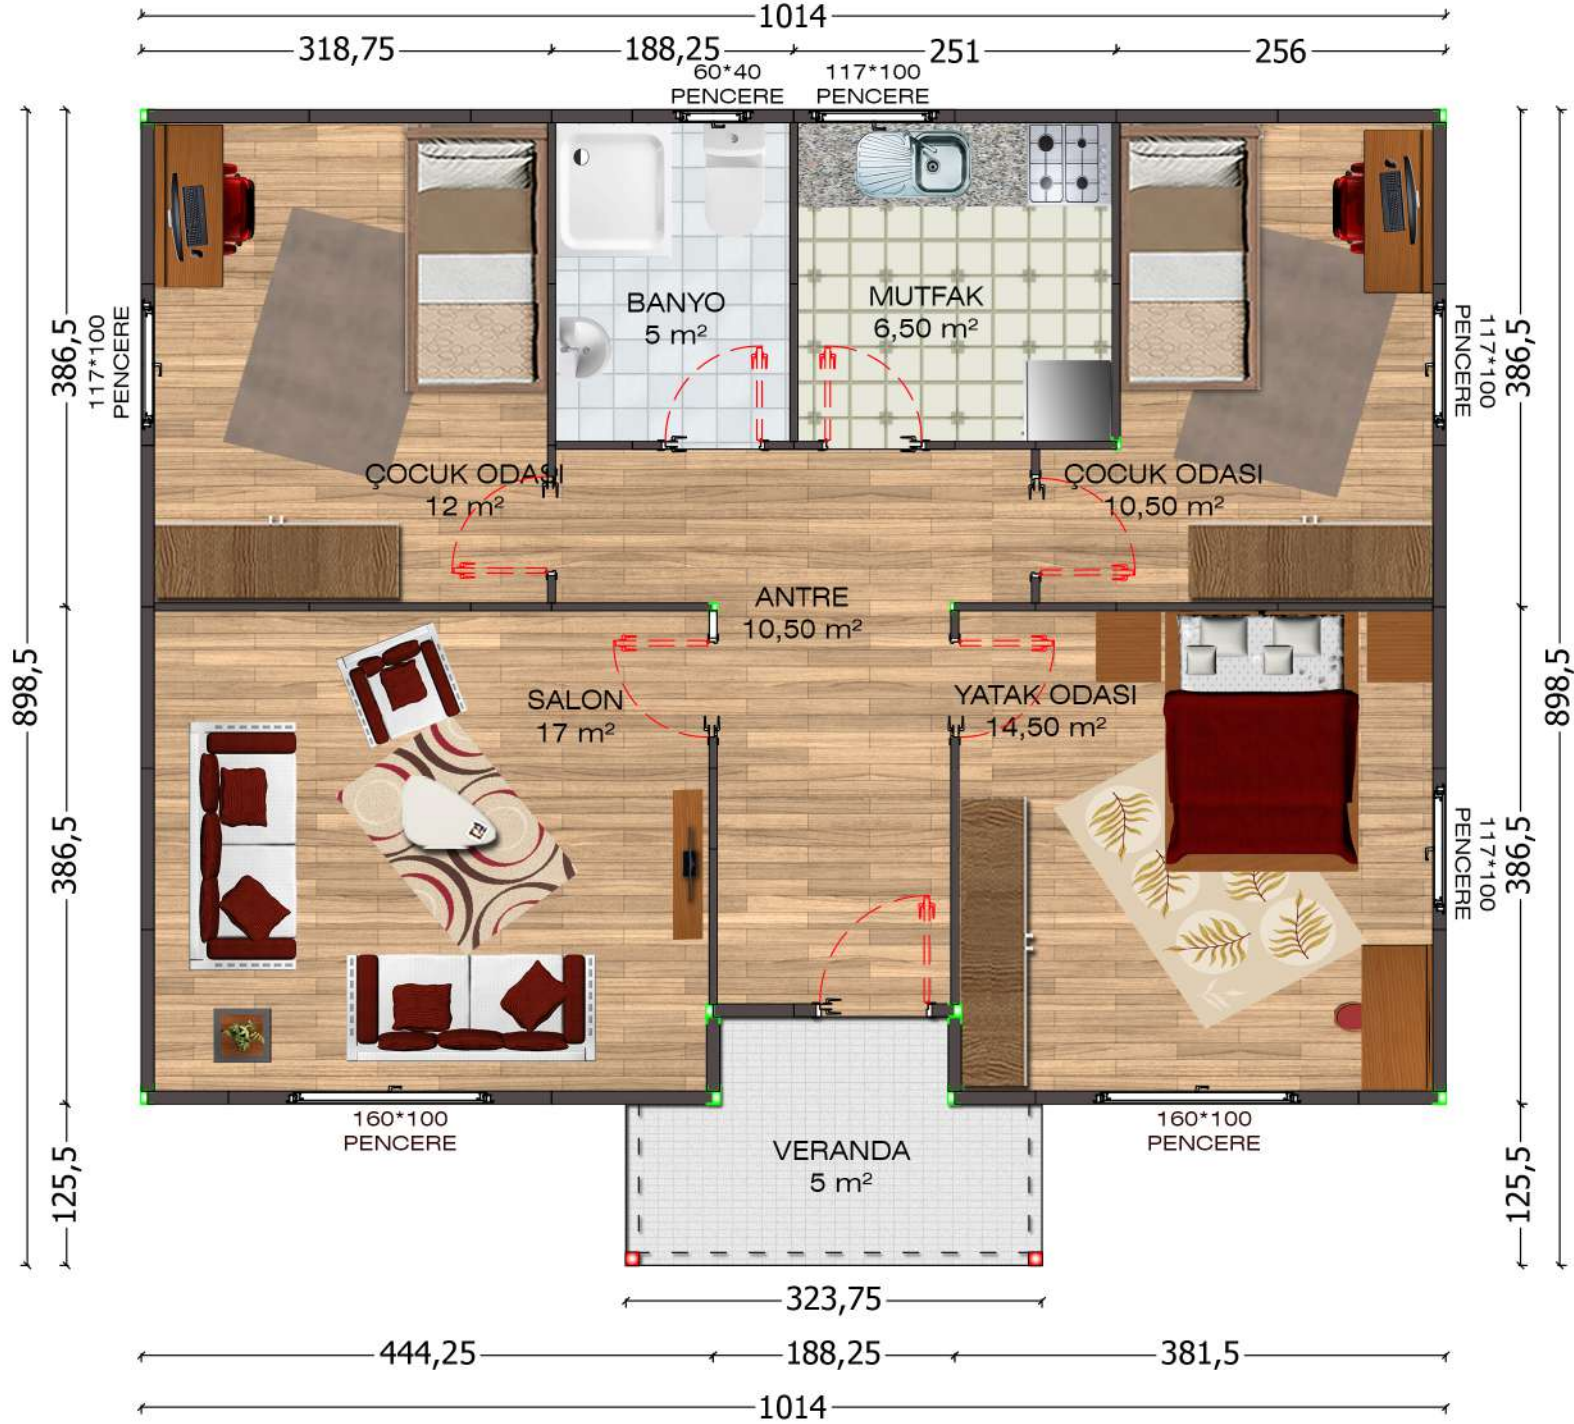 1014
318,75
188,25
251
256
60*40
PENCERE
117*100
PENCERE
386,5
117*100
PENCERE
BANYO
5 m²
MUTFAK
6,50 m²
117*100
PENCERE
386,5
ÇOCUK ODASI
12 m²
ÇOCUK ODASI
10,50 m²
ANTRE
10,50 m²
898,5
898,5
SALON
17 m²
YATAK ODASI
14,50 m²
386,5
117*100
PENCERE
386,5
160*100
PENCERE
160*100
PENCERE
VERANDA
5 m²
125,5
125,5
323,75
444,25
188,25
381,5
1014